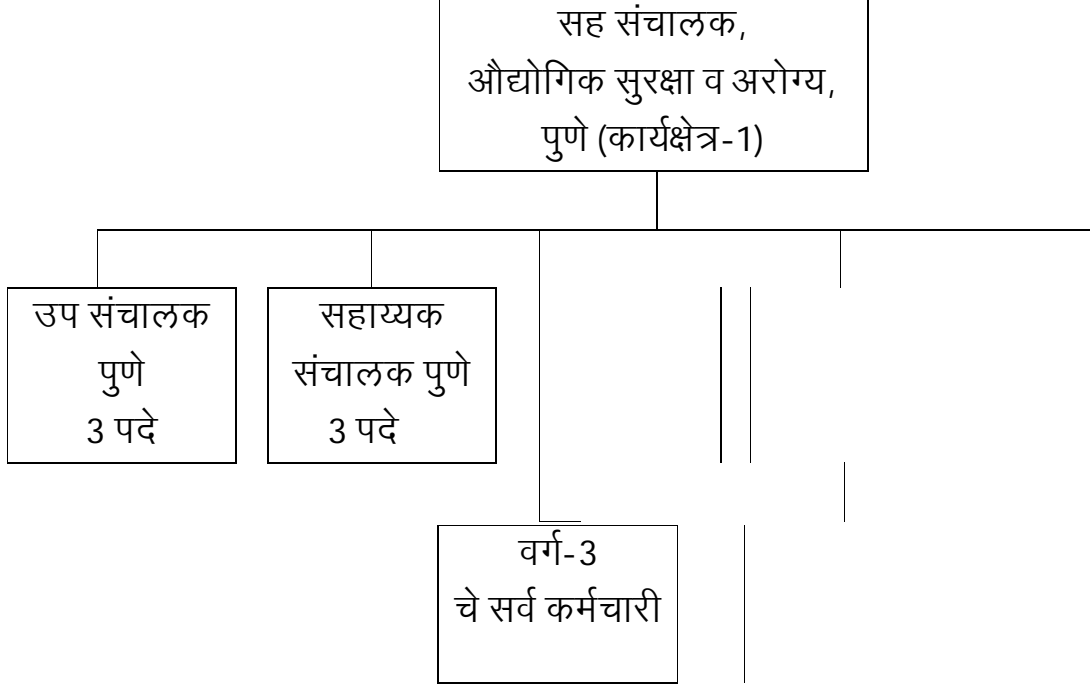 सह संचालक,
औद्योगिक सुरक्षा व अरोग्य,
पुणे (कार्यक्षेत्र-1)
उप संचालक
पुणे
3 पदे
सहाय्यक
संचालक पुणे
3 पदे
वर्ग-3
चे सर्व कर्मचारी